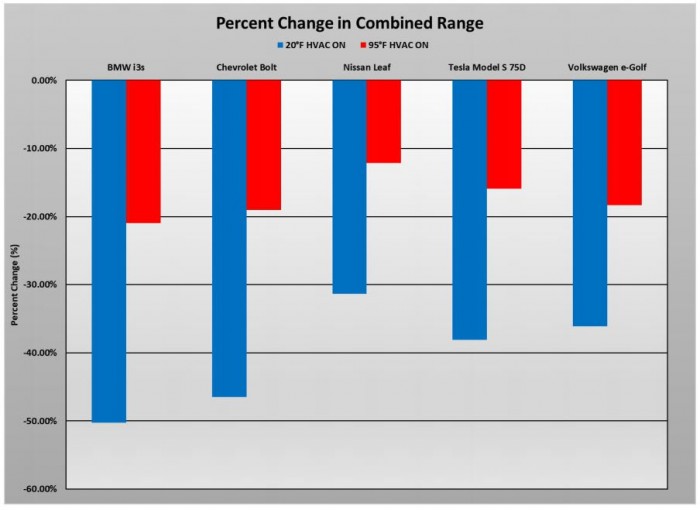 Percent Change in Combined Range
20°F HVAC ON 95°F HVAC ON
BMW i3s Chevrolet Bolt Nissan Leaf Tesla Model S 75D Volkswagen e-Golf
0.00%
-10.00%
-20.00%
-30.00%
-40.00%
-50.00%
-60.00%
Percent Change (%)